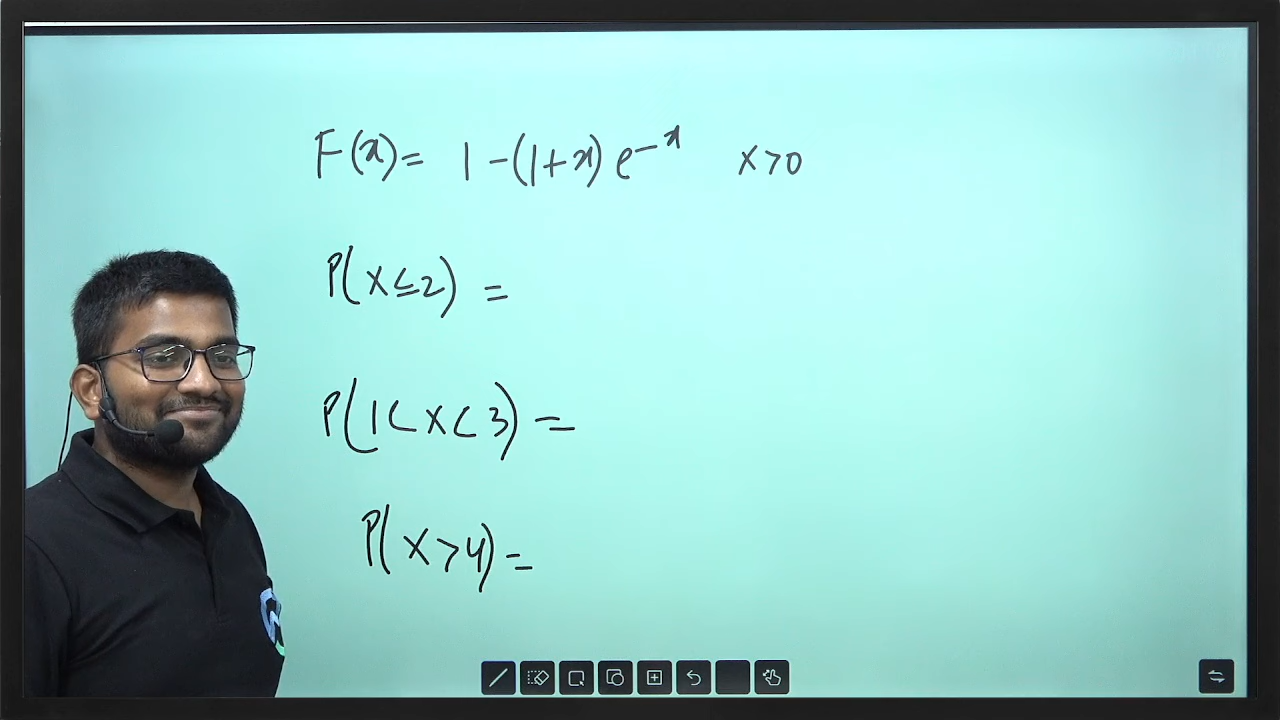 F(x) = 1 - (1+x) e^{-x} x>0
P(X≤2) =
P(1<X<3) =
P(X>4) =